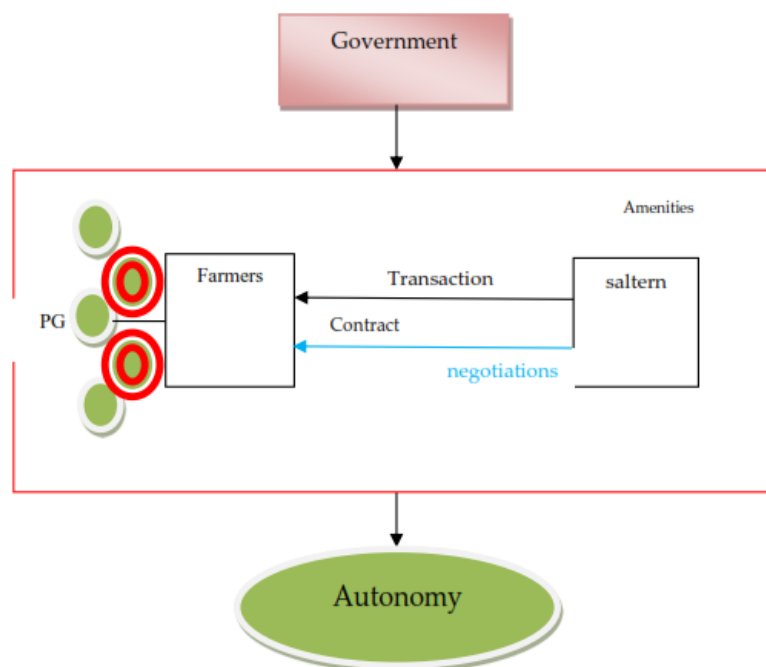 Government
Amenities
Farmers
Transaction
saltern
PG
Contract
negotiations
Autonomy